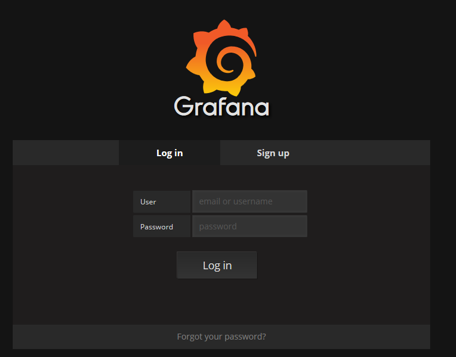 Grafana
Log in Sign up
User email or username
Password password
Log in
Forgot your password?